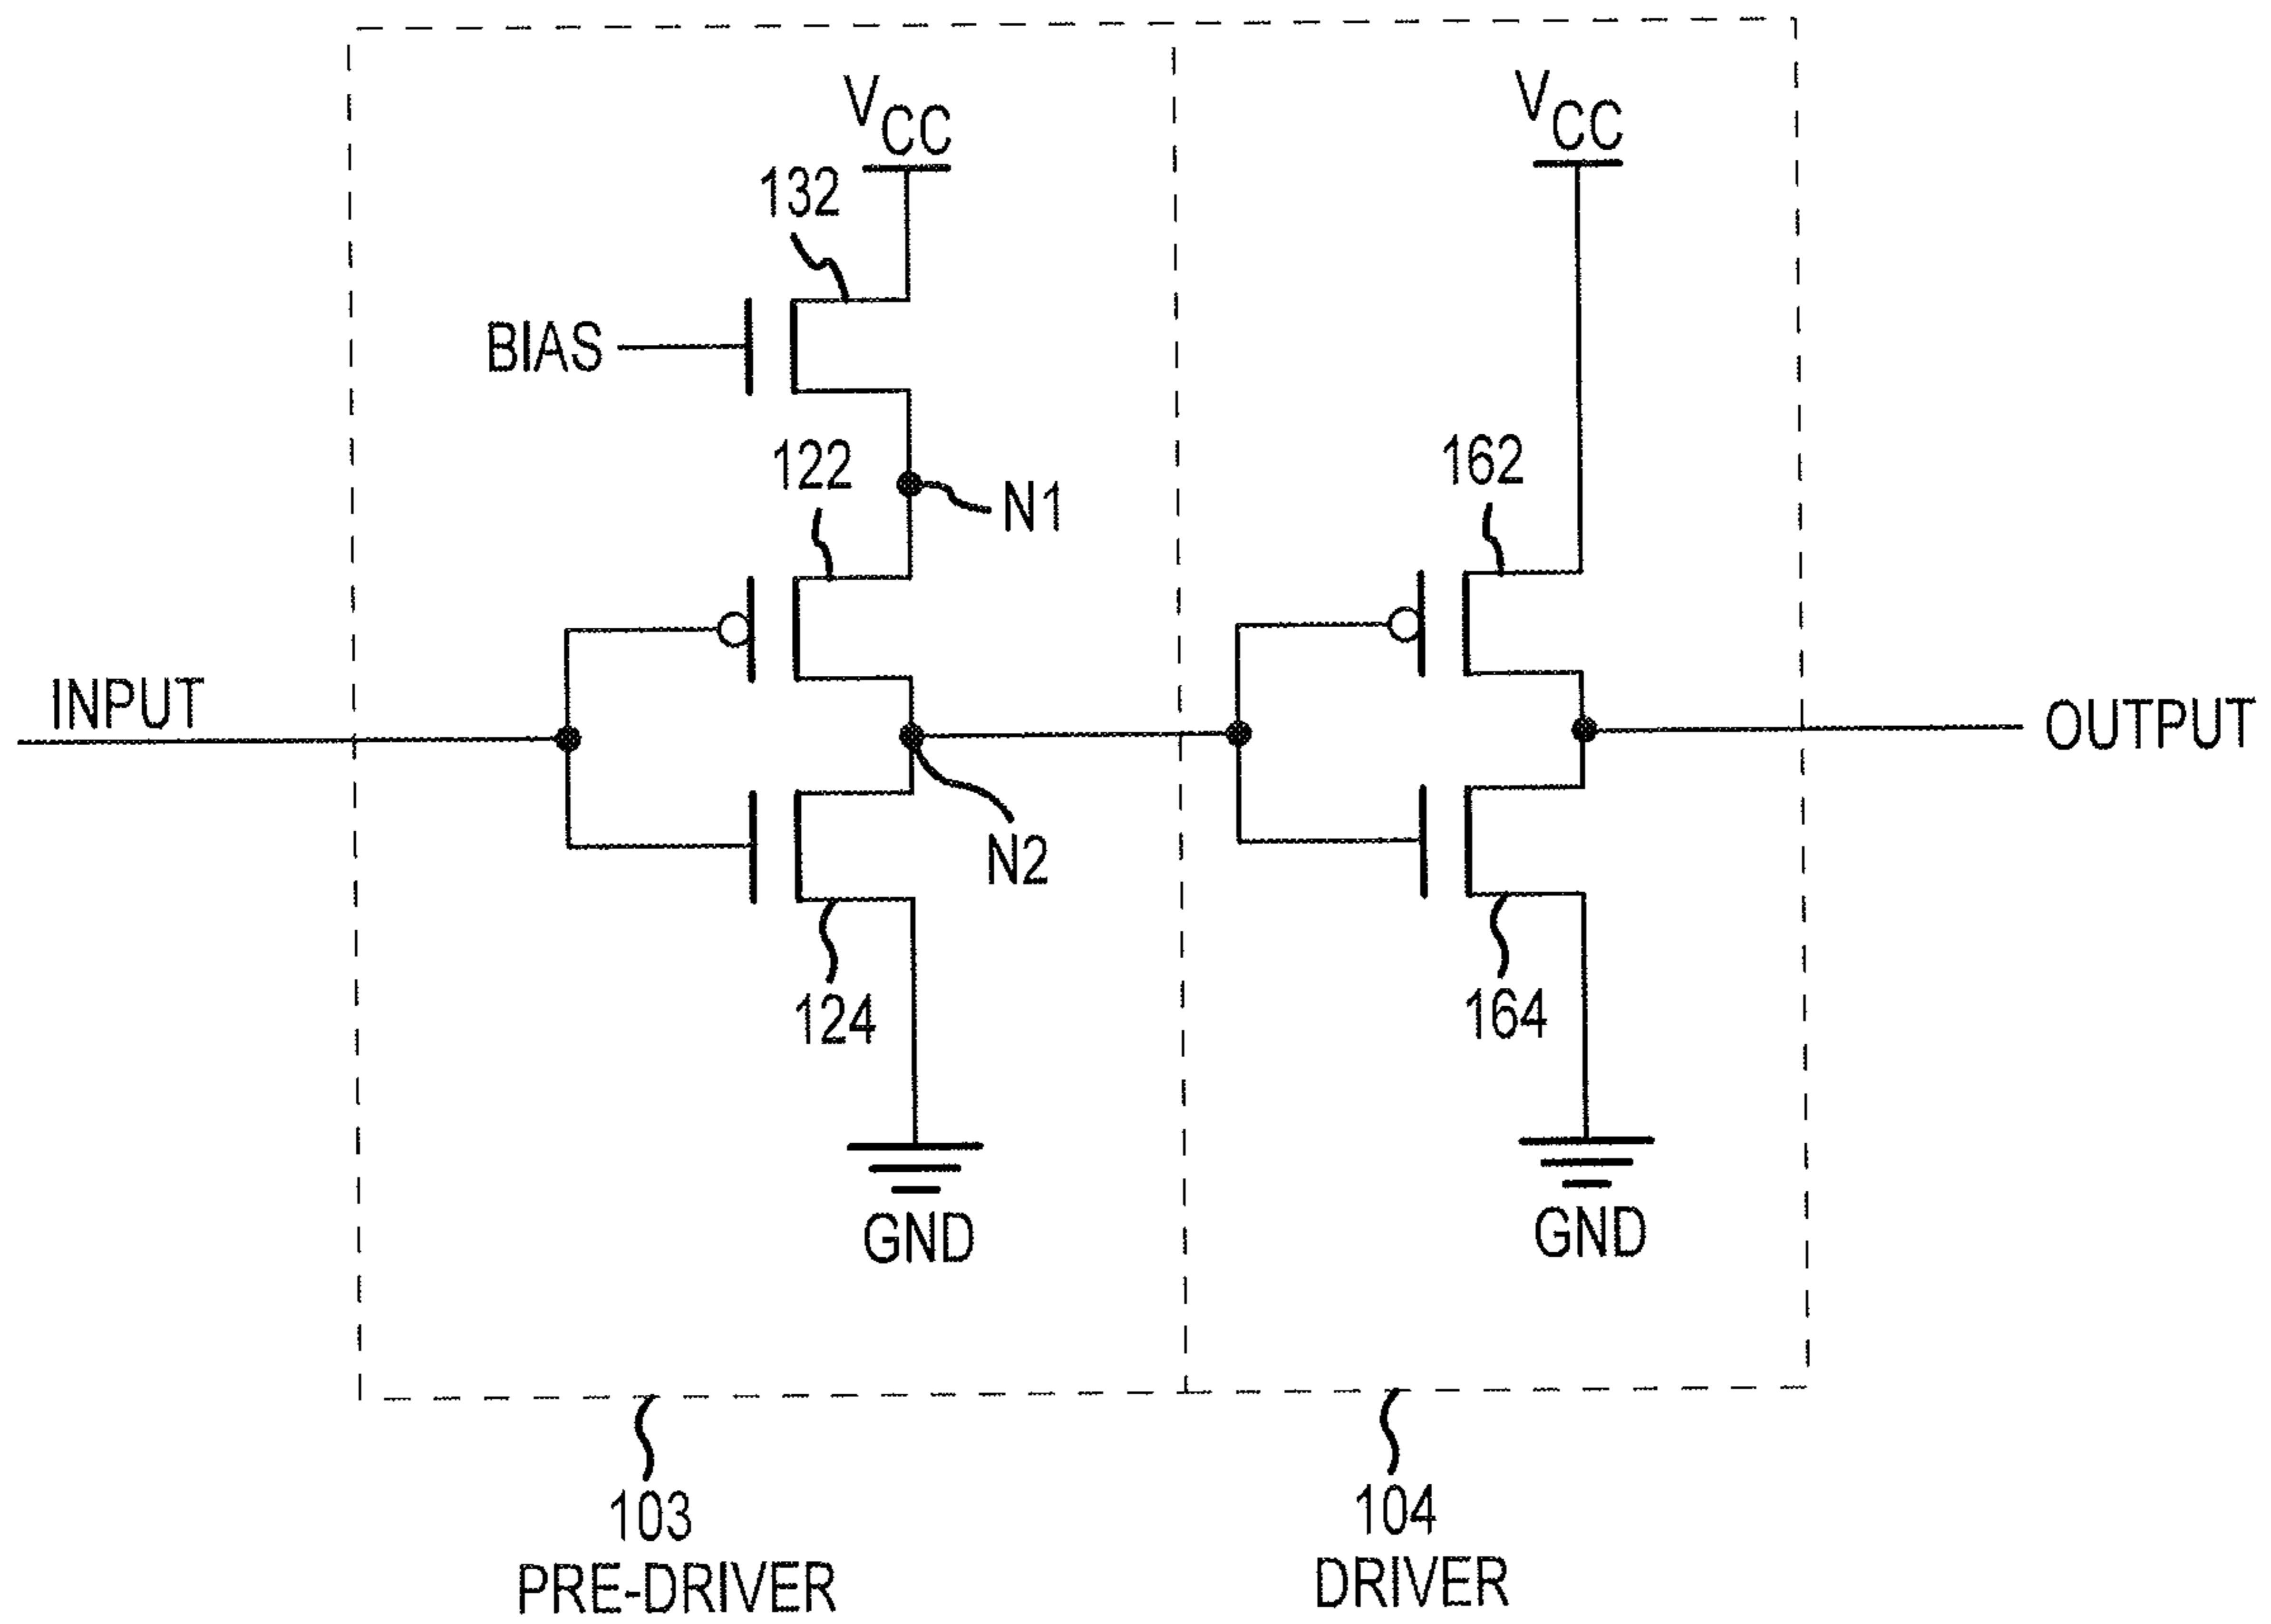 VCC
VCC
132
BIAS
122
N1
162
INPUT
OUTPUT
N2
124
164
GND
GND
103
PRE-DRIVER
104
DRIVER